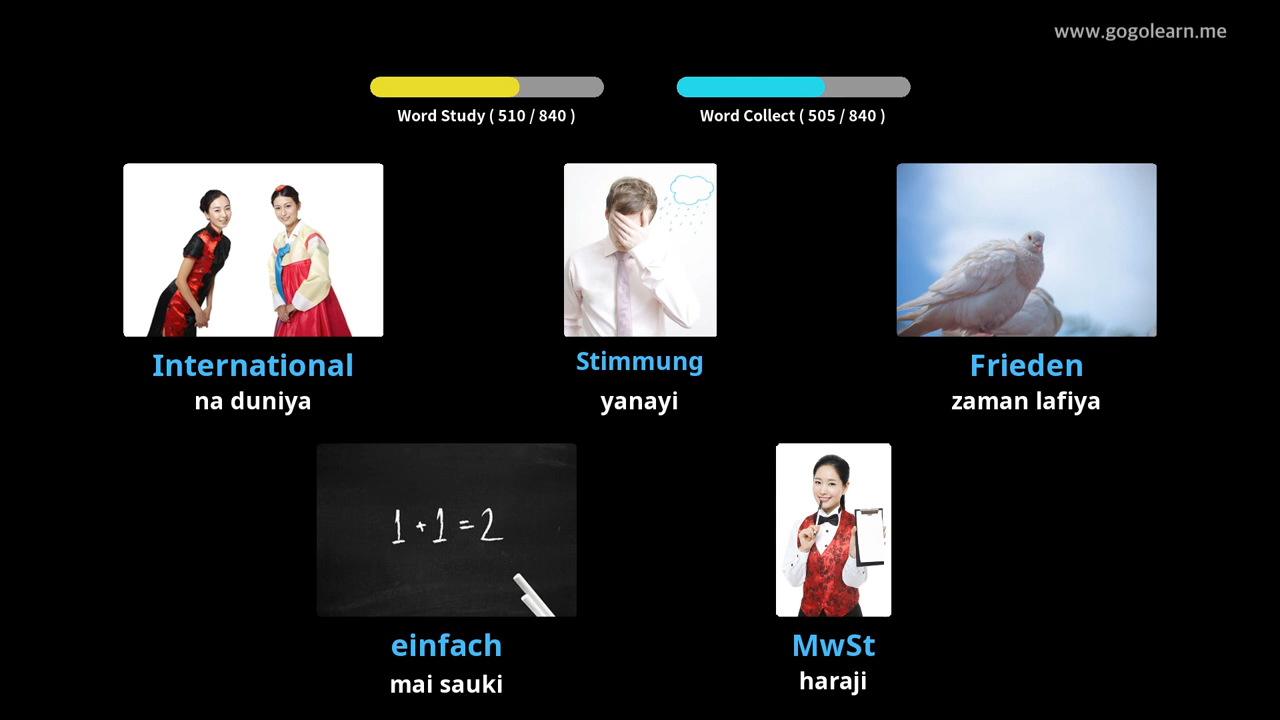 www.gogolearn.me
Word Study ( 510 / 840 )
Word Collect ( 505 / 840 )
International
na duniya
Stimmung
yanayi
Frieden
zaman lafiya
1 + 1 = 2
einfach
mai sauki
MwSt
haraji